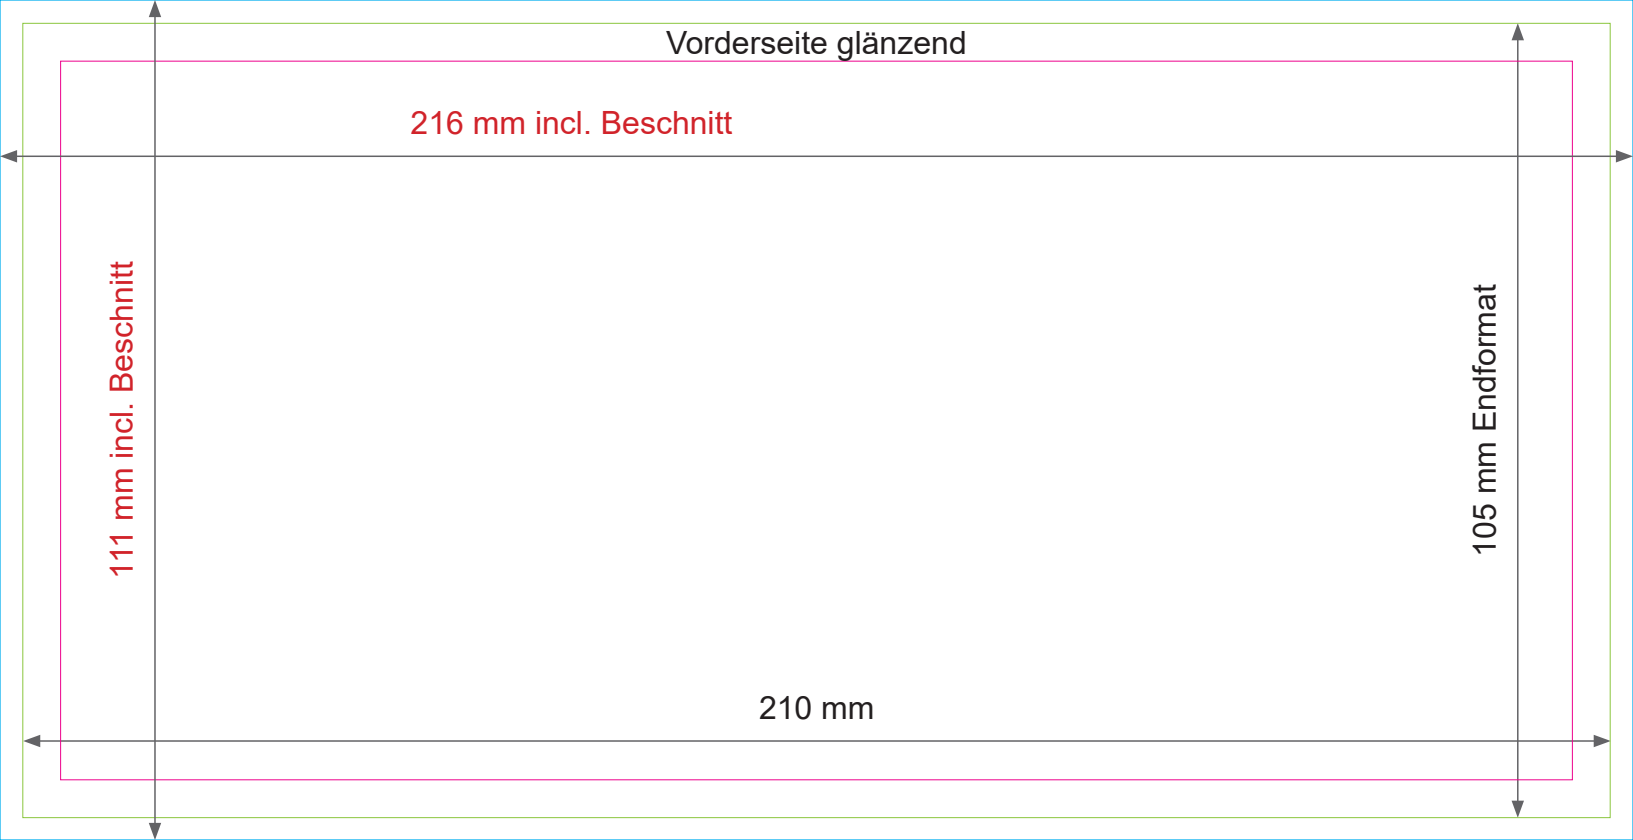 Vorderseite glänzend
216 mm incl. Beschnitt
111 mm incl. Beschnitt
105 mm Endformat
210 mm